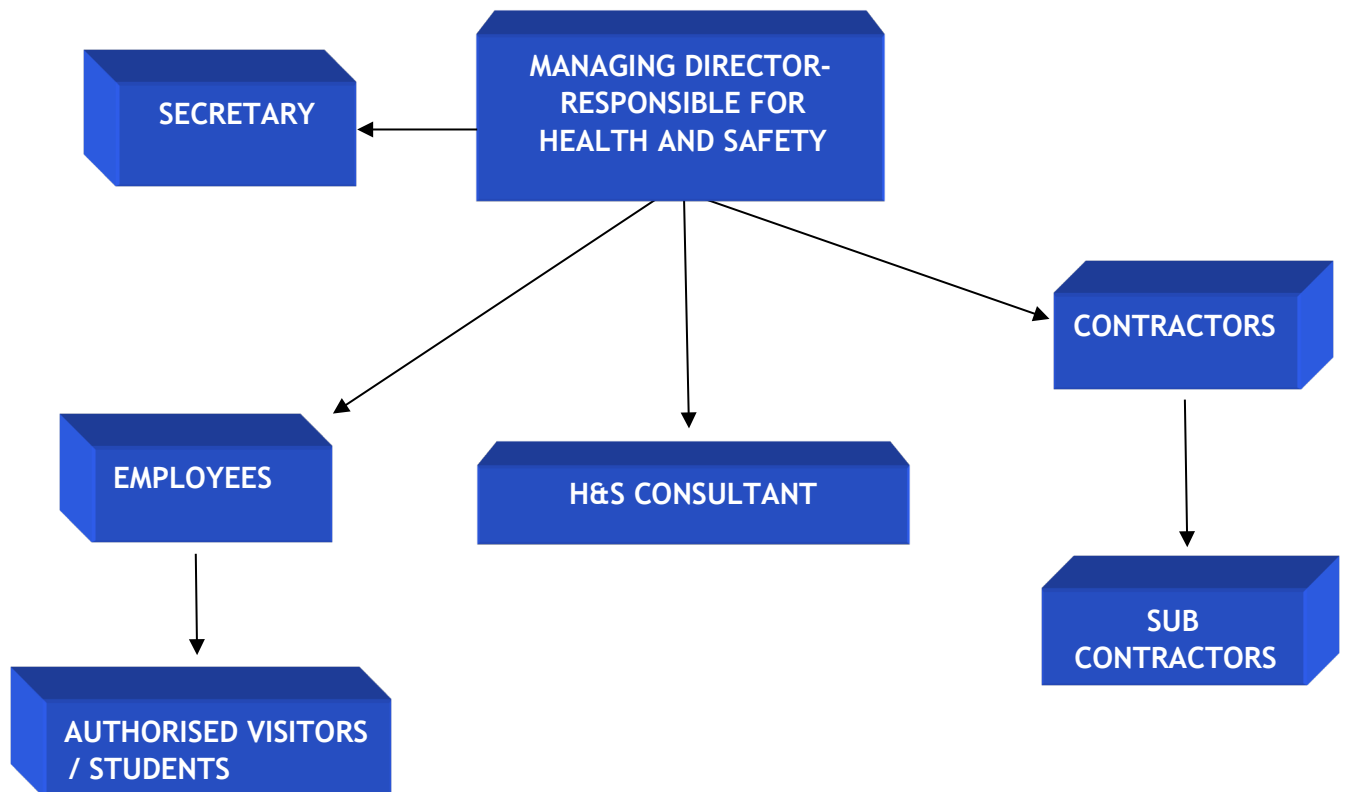 MANAGING DIRECTOR-
RESPONSIBLE FOR
HEALTH AND SAFETY
SECRETARY
CONTRACTORS
EMPLOYEES
H&S CONSULTANT
SUB
CONTRACTORS
AUTHORISED VISITORS
/ STUDENTS